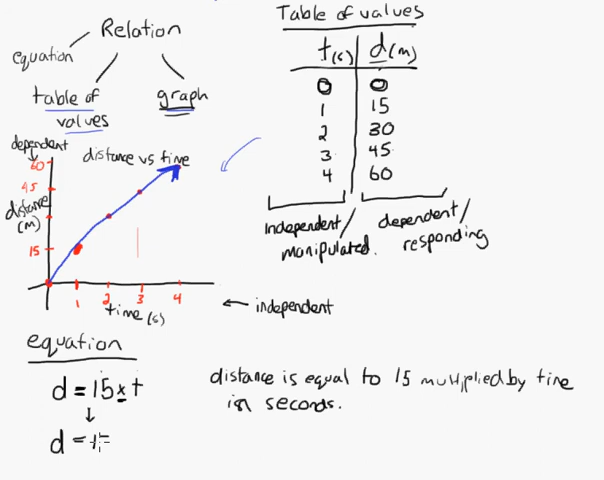 Relation
equation
table of
values
graph
Table of values
t(s) d(m)
0 0
1 15
2 30
3 45
4 60
independent/
manipulated.
dependent/
responding
dependent
distance vs time
60
45
distance
(m)
15
1 2 3 4
time(s)
independent
equation
d = 15 x t
d = 1
distance is equal to 15 multiplied by time
in seconds.